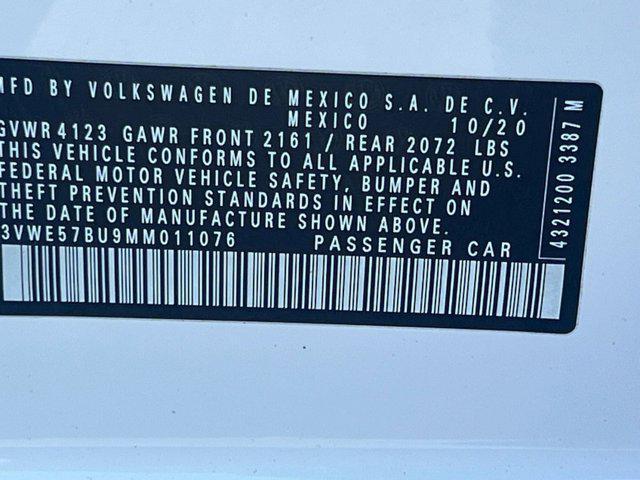 MFD BY VOLKSWAGEN DE MEXICO S.A. DE C.V.
MEXICO 10/20
GVWR 4123 GAWR FRONT 2161 / REAR 2072 LBS
THIS VEHICLE CONFORMS TO ALL APPLICABLE U.S.
FEDERAL MOTOR VEHICLE SAFETY, BUMPER AND
THEFT PREVENTION STANDARDS IN EFFECT ON
THE DATE OF MANUFACTURE SHOWN ABOVE.
3VWE57BU9MM011076 PASSENGER CAR
4321200 3387 M